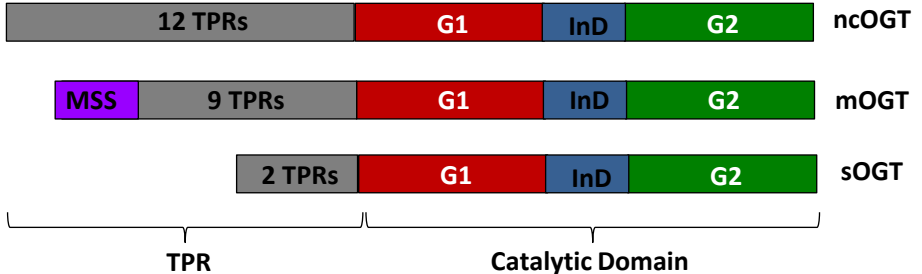 12 TPRs G1 InD G2 ncOGT
MSS 9 TPRs G1 InD G2 mOGT
2 TPRs G1 InD G2 sOGT
TPR Catalytic Domain